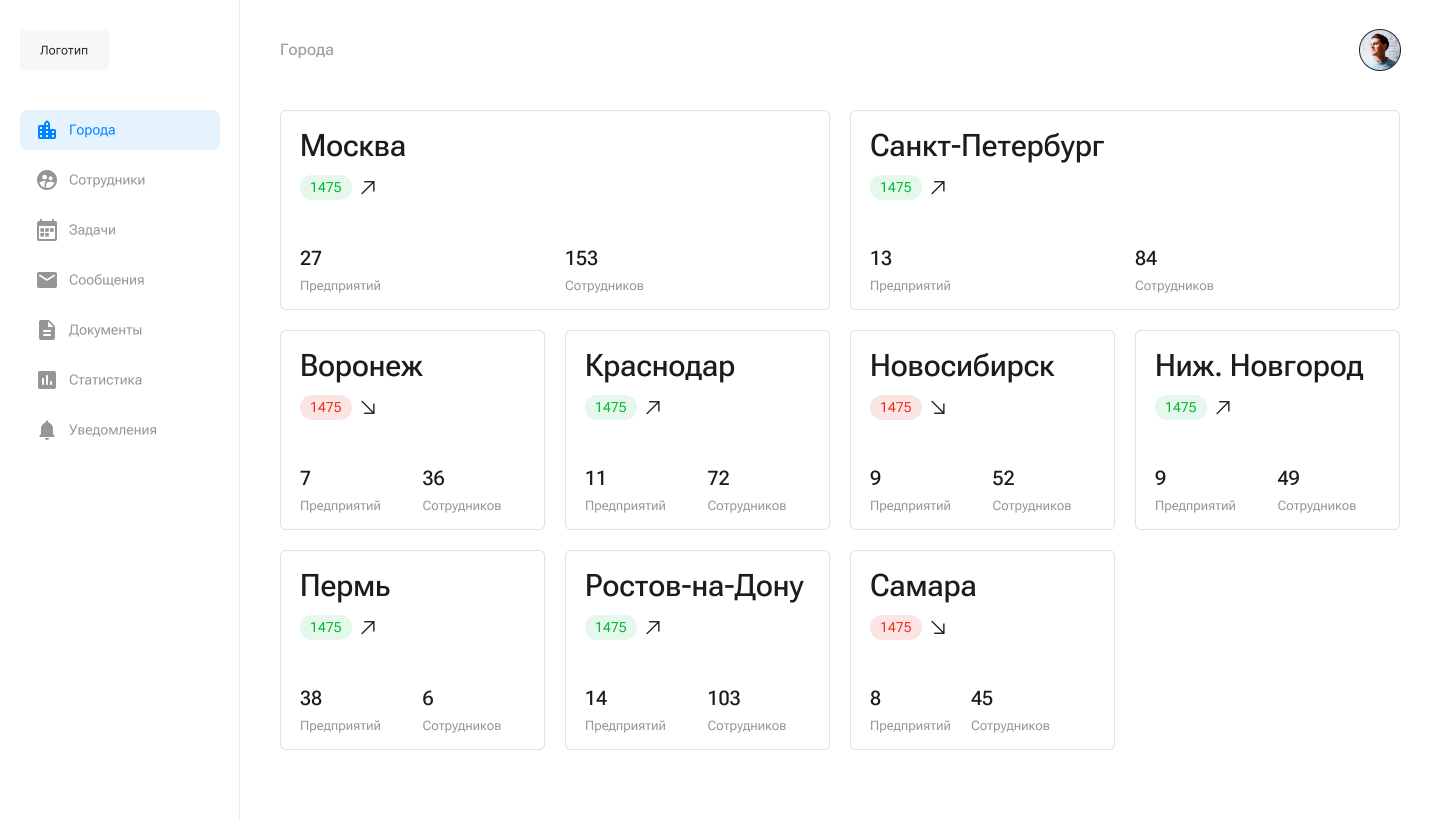 Логотип
Города
Сотрудники
Задачи
Сообщения
Документы
Статистика
Уведомления
Города
Москва
1475
27 153
Предприятий Сотрудников
Санкт-Петербург
1475
13 84
Предприятий Сотрудников
Воронеж
1475
7 36
Предприятий Сотрудников
Краснодар
1475
11 72
Предприятий Сотрудников
Новосибирск
1475
9 52
Предприятий Сотрудников
Ниж. Новгород
1475
9 49
Предприятий Сотрудников
Пермь
1475
38 6
Предприятий Сотрудников
Ростов-на-Дону
1475
14 103
Предприятий Сотрудников
Самара
1475
8 45
Предприятий Сотрудников